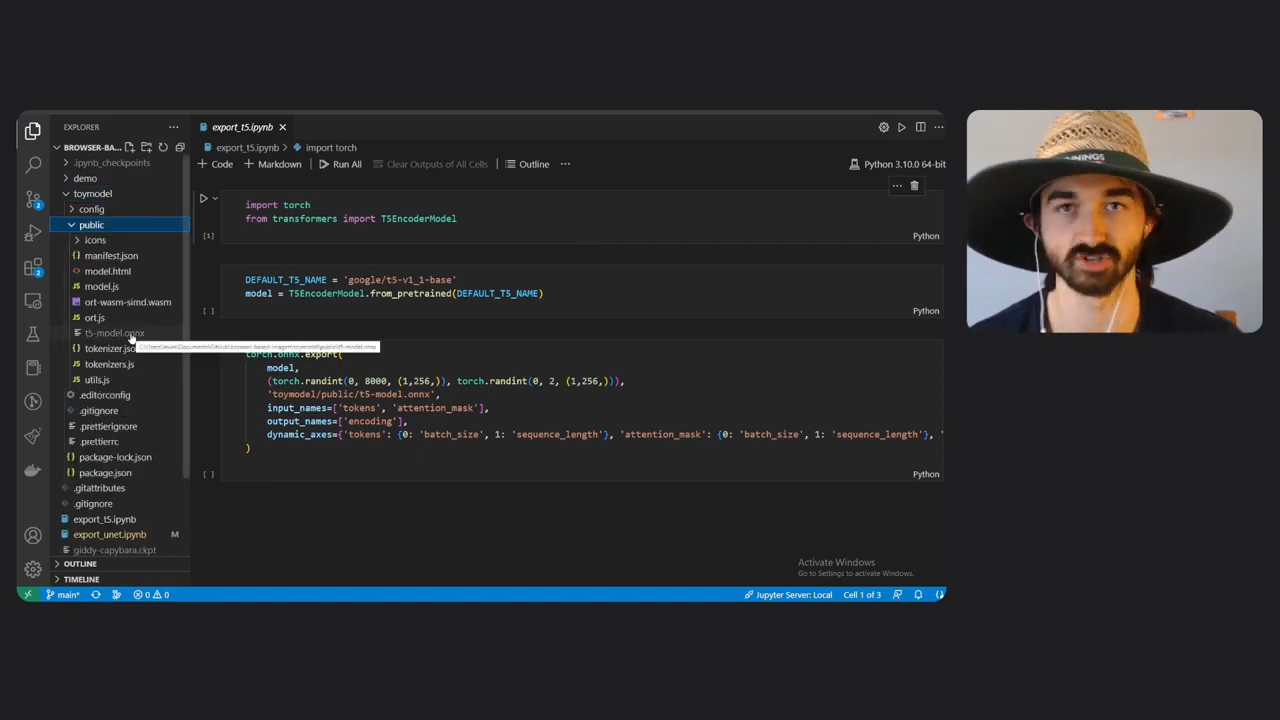 EXPLORER
BROWSER-BA...
.ipynb_checkpoints
demo
toymodel
config
public
icons
manifest.json
model.html
model.js
ort-wasm-simd.wasm
ort.js
t5-model.onnx
tokenizer.jso
tokenizers.js
utils.js
.editorconfig
.gitignore
.prettierignore
.prettierrc
package-lock.json
package.json
.gitattributes
.gitignore
export_t5.ipynb
export_unet.ipynb M
giddy-capybara.ckpt
OUTLINE
TIMELINE
2
2
export_t5.ipynb
export_t5.ipynb > import torch
+ Code + Markdown Run All Clear Outputs of All Cells Outline ... Python 3.10.0 64-bit
import torch
from transformers import T5EncoderModel
[1] Python
DEFAULT_T5_NAME = 'google/t5-v1_1-base'
model = T5EncoderModel.from_pretrained(DEFAULT_T5_NAME)
[ ] Python
torch.onnx.export(
model,
(torch.randint(0, 8000, (1,256,)), torch.randint(0, 2, (1,256,))),
'toymodel/public/t5-model.onnx',
input_names=['tokens', 'attention_mask'],
output_names=['encoding'],
dynamic_axes={'tokens': {0: 'batch_size', 1: 'sequence_length'}, 'attention_mask': {0: 'batch_size', 1: 'sequence_length'}, '
)
[ ] Python
Activate Windows
Go to Settings to activate Windows.
main* 0 0 Jupyter Server: Local Cell 1 of 3